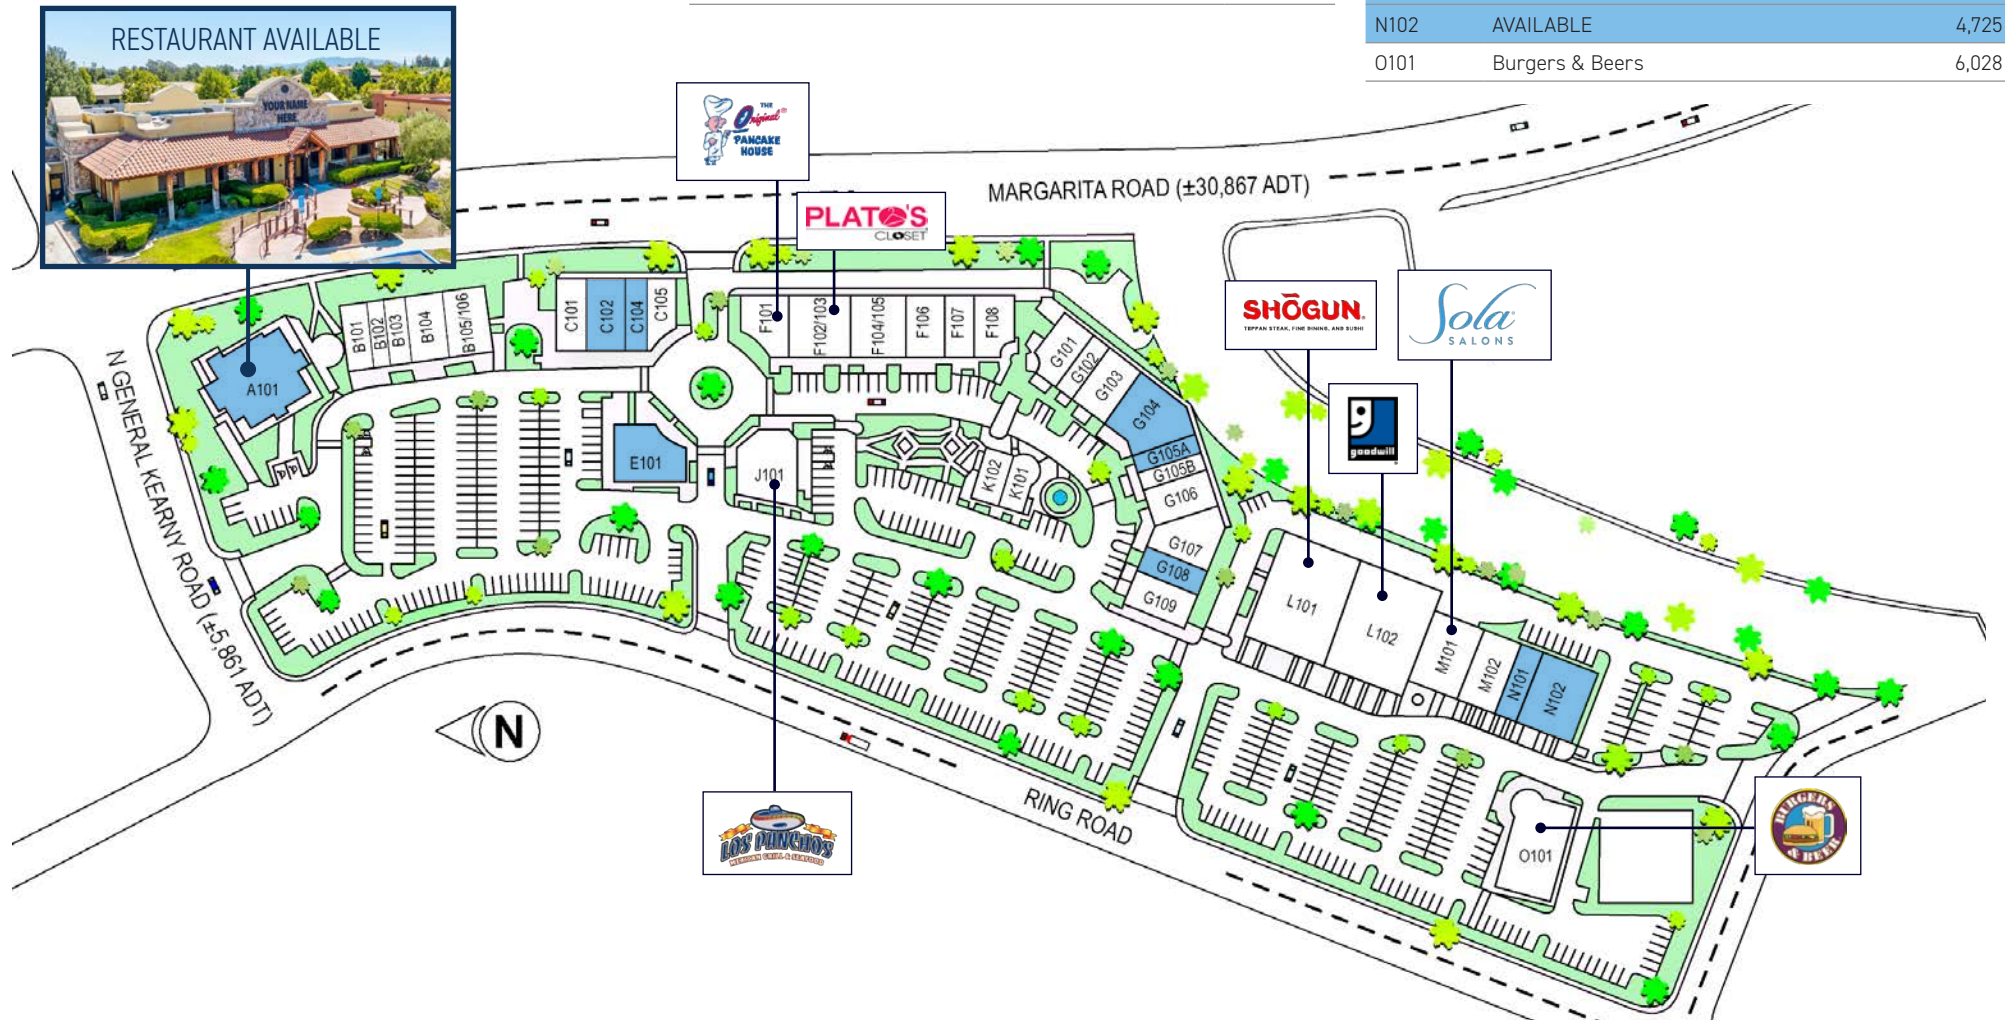 RESTAURANT AVAILABLE
YOUR NAME
HERE
N102 AVAILABLE 4,725
O101 Burgers & Beers 6,028
THE
Original
PANCAKE
HOUSE
PLATO'S
CLOSET
MARGARITA ROAD (±30,867 ADT)
SHŌGUN.
TEPPAN STEAK, FINE DINING, AND SUSHI
Sola
SALONS
goodwill
N GENERAL KEARNY ROAD (±5,861 ADT)
A101
B101
B102
B103
B104
B105/106
C101
C102
C104
C105
F101
F102/103
F104/105
F106
F107
F108
G101
G102
G103
G104
G105A
G105B
G106
G107
G108
G109
E101
J101
K102
K101
L101
L102
M101
M102
N101
N102
O101
N
RING ROAD
LOS PANCHOS
MEXICAN GRILL & SEAFOOD
BURGERS
& BEER